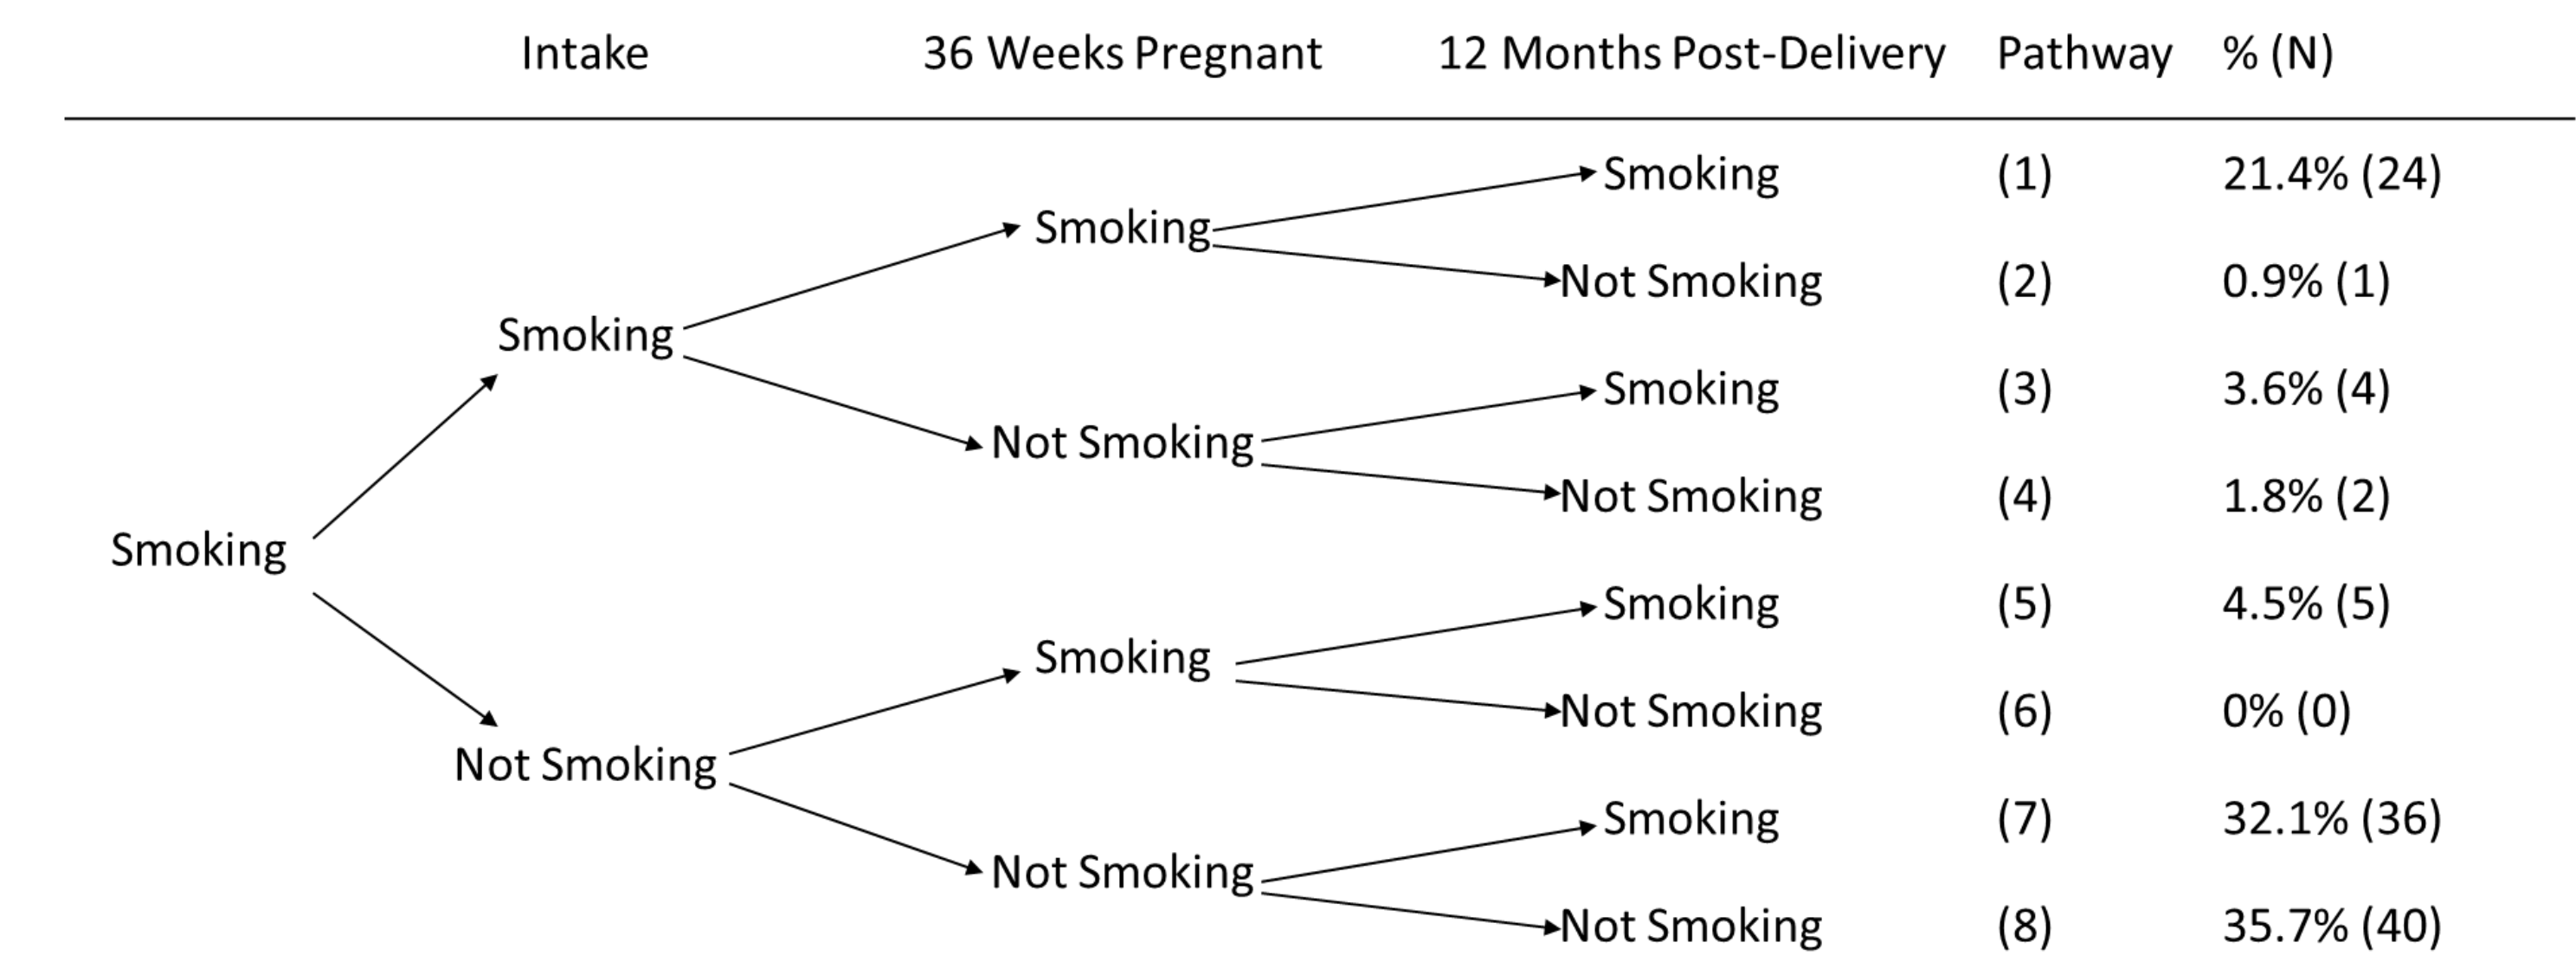 Intake 36 Weeks Pregnant 12 Months Post-Delivery Pathway % (N)
Smoking (1) 21.4% (24)
Smoking
Not Smoking (2) 0.9% (1)
Smoking
Smoking (3) 3.6% (4)
Not Smoking
Not Smoking (4) 1.8% (2)
Smoking
Smoking (5) 4.5% (5)
Smoking
Not Smoking (6) 0% (0)
Not Smoking
Smoking (7) 32.1% (36)
Not Smoking
Not Smoking (8) 35.7% (40)